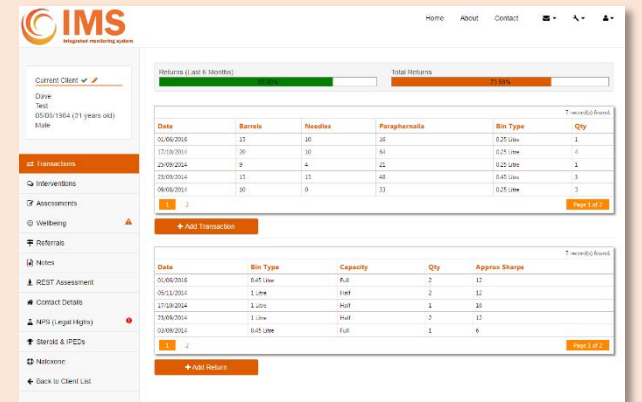 IMS
integrated monitoring system
Home About Contact
Current Client
Dave
Test
05/05/1984 (31 years old)
Male
Transactions
Interventions
Assessments
Wellbeing
Referrals
Notes
REST Assessment
Contact Details
NPS (Legal Highs)
Steroid & IPEDs
Naloxone
Back to Client List
Returns (Last 6 Months)
Total Returns
73.58%
7 record(s) found.
Date Barrels Needles Paraphernalia Bin Type Qty
01/06/2016 15 10 16 0.25 Litre 1
17/10/2014 20 10 64 0.25 Litre 4
25/09/2014 9 4 21 0.25 Litre 1
23/09/2014 15 15 48 0.45 Litre 3
09/08/2014 10 0 33 0.25 Litre 3
1 2 Page 1 of 2
+ Add Transaction
7 record(s) found.
Date Bin Type Capacity Qty Approx Sharps
01/06/2016 0.45 Litre Full 2 12
05/11/2014 1 Litre Half 2 12
17/10/2014 1 Litre Half 1 16
23/09/2014 1 Litre Half 2 12
03/09/2014 0.45 Litre Full 1 6
1 2 Page 1 of 2
+ Add Return